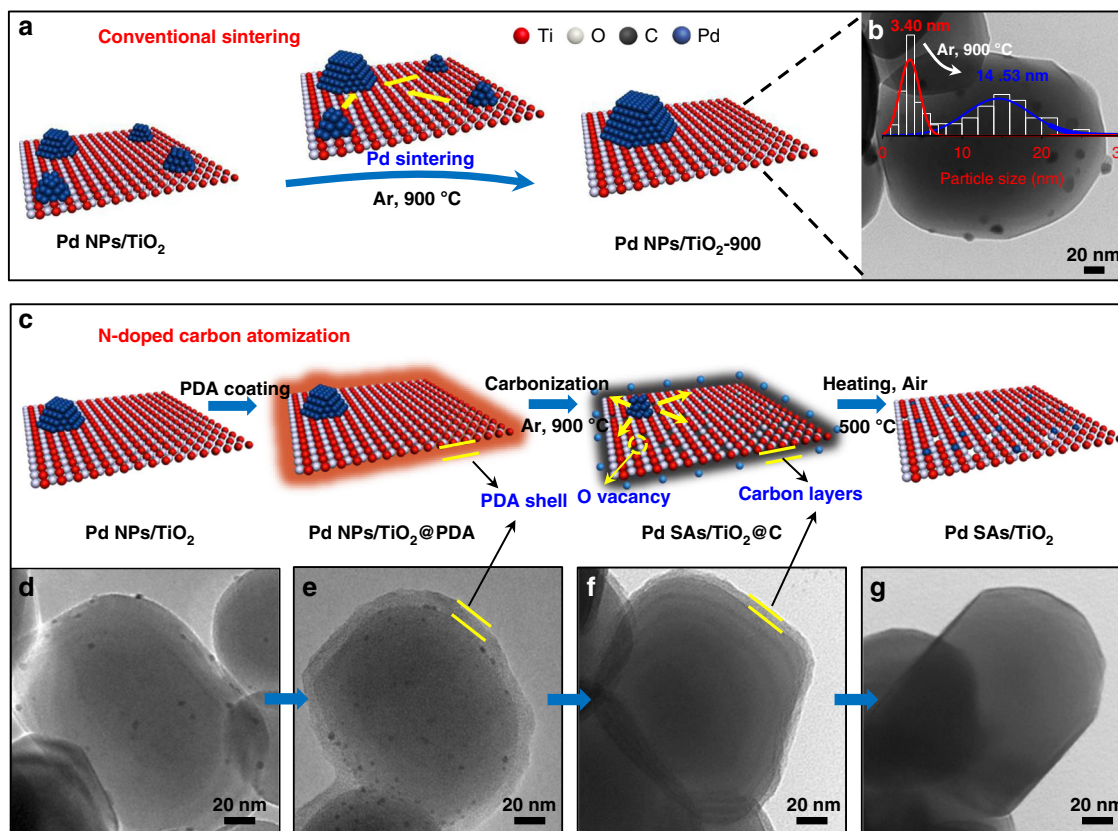 a
Conventional sintering
Ti
O
C
Pd
Pd sintering
Ar, 900 °C
Pd NPs/TiO₂
Pd NPs/TiO₂-900
b
3.40 nm
Ar, 900 °C
14 .53 nm
0
10
20
Particle size (nm)
20 nm
c
N-doped carbon atomization
PDA coating
Carbonization
Ar, 900 °C
Heating, Air
500 °C
PDA shell
O vacancy
Carbon layers
Pd NPs/TiO₂
Pd NPs/TiO₂@PDA
Pd SAs/TiO₂@C
Pd SAs/TiO₂
d
20 nm
e
20 nm
f
20 nm
g
20 nm